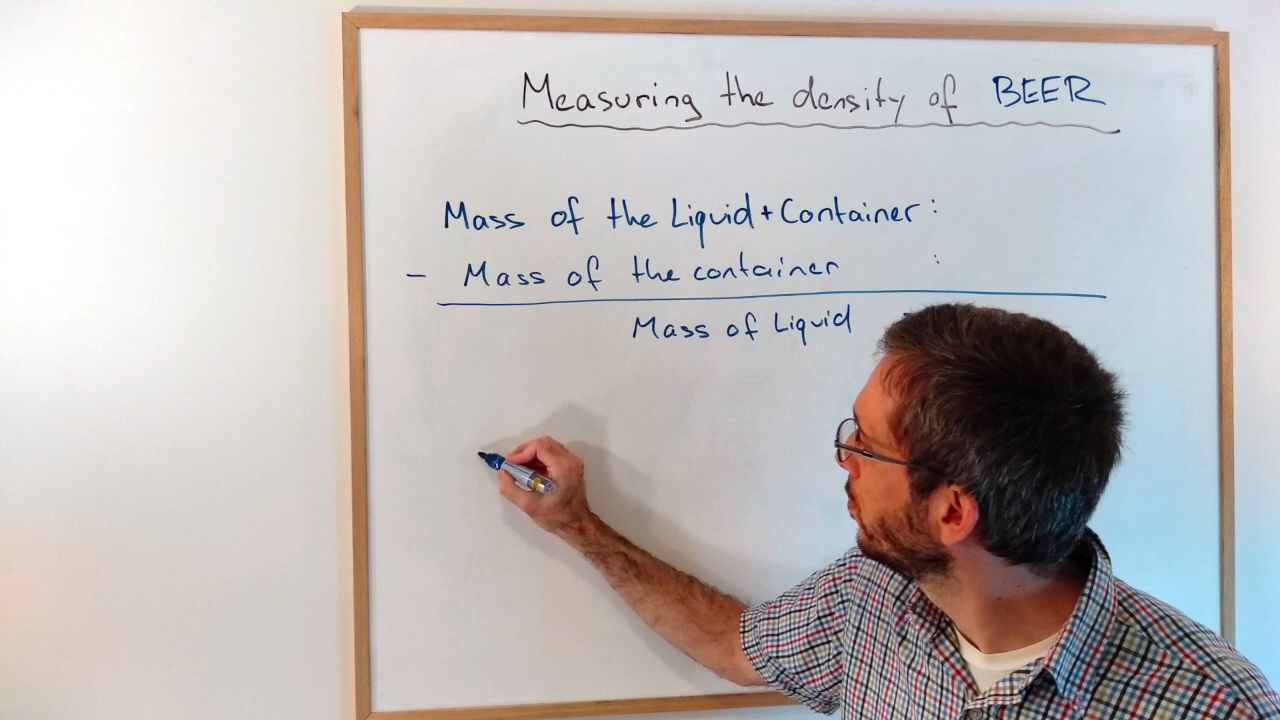 Measuring the density of BEER
Mass of the Liquid + Container :
- Mass of the container :
Mass of Liquid